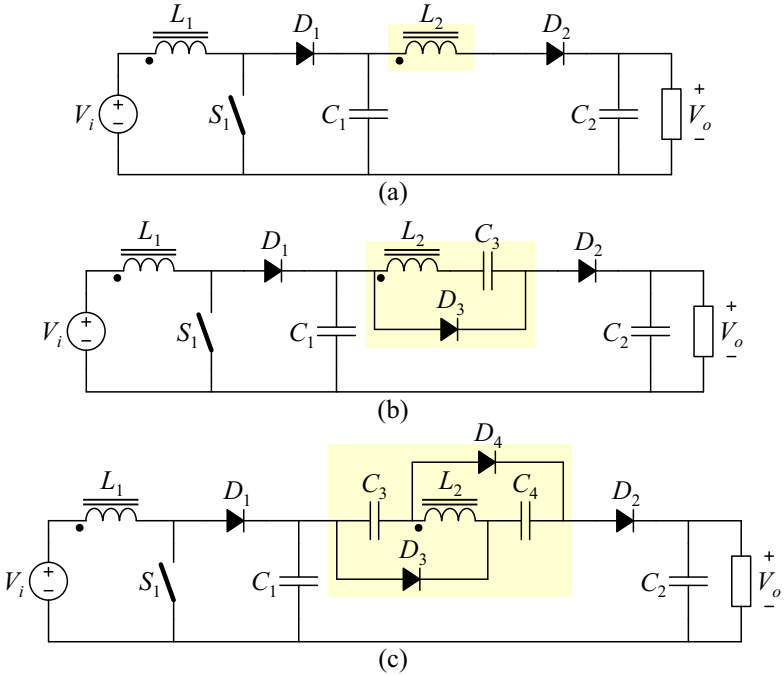 L₁ D₁ L₂ D₂
Vᵢ + − S₁ C₁ C₂ + Vₒ −
(a)
L₁ D₁ L₂ C₃ D₂
Vᵢ + − S₁ C₁ D₃ C₂ + Vₒ −
(b)
D₄
L₁ D₁ C₃ L₂ C₄ D₂
Vᵢ + − S₁ C₁ D₃ C₂ + Vₒ −
(c)